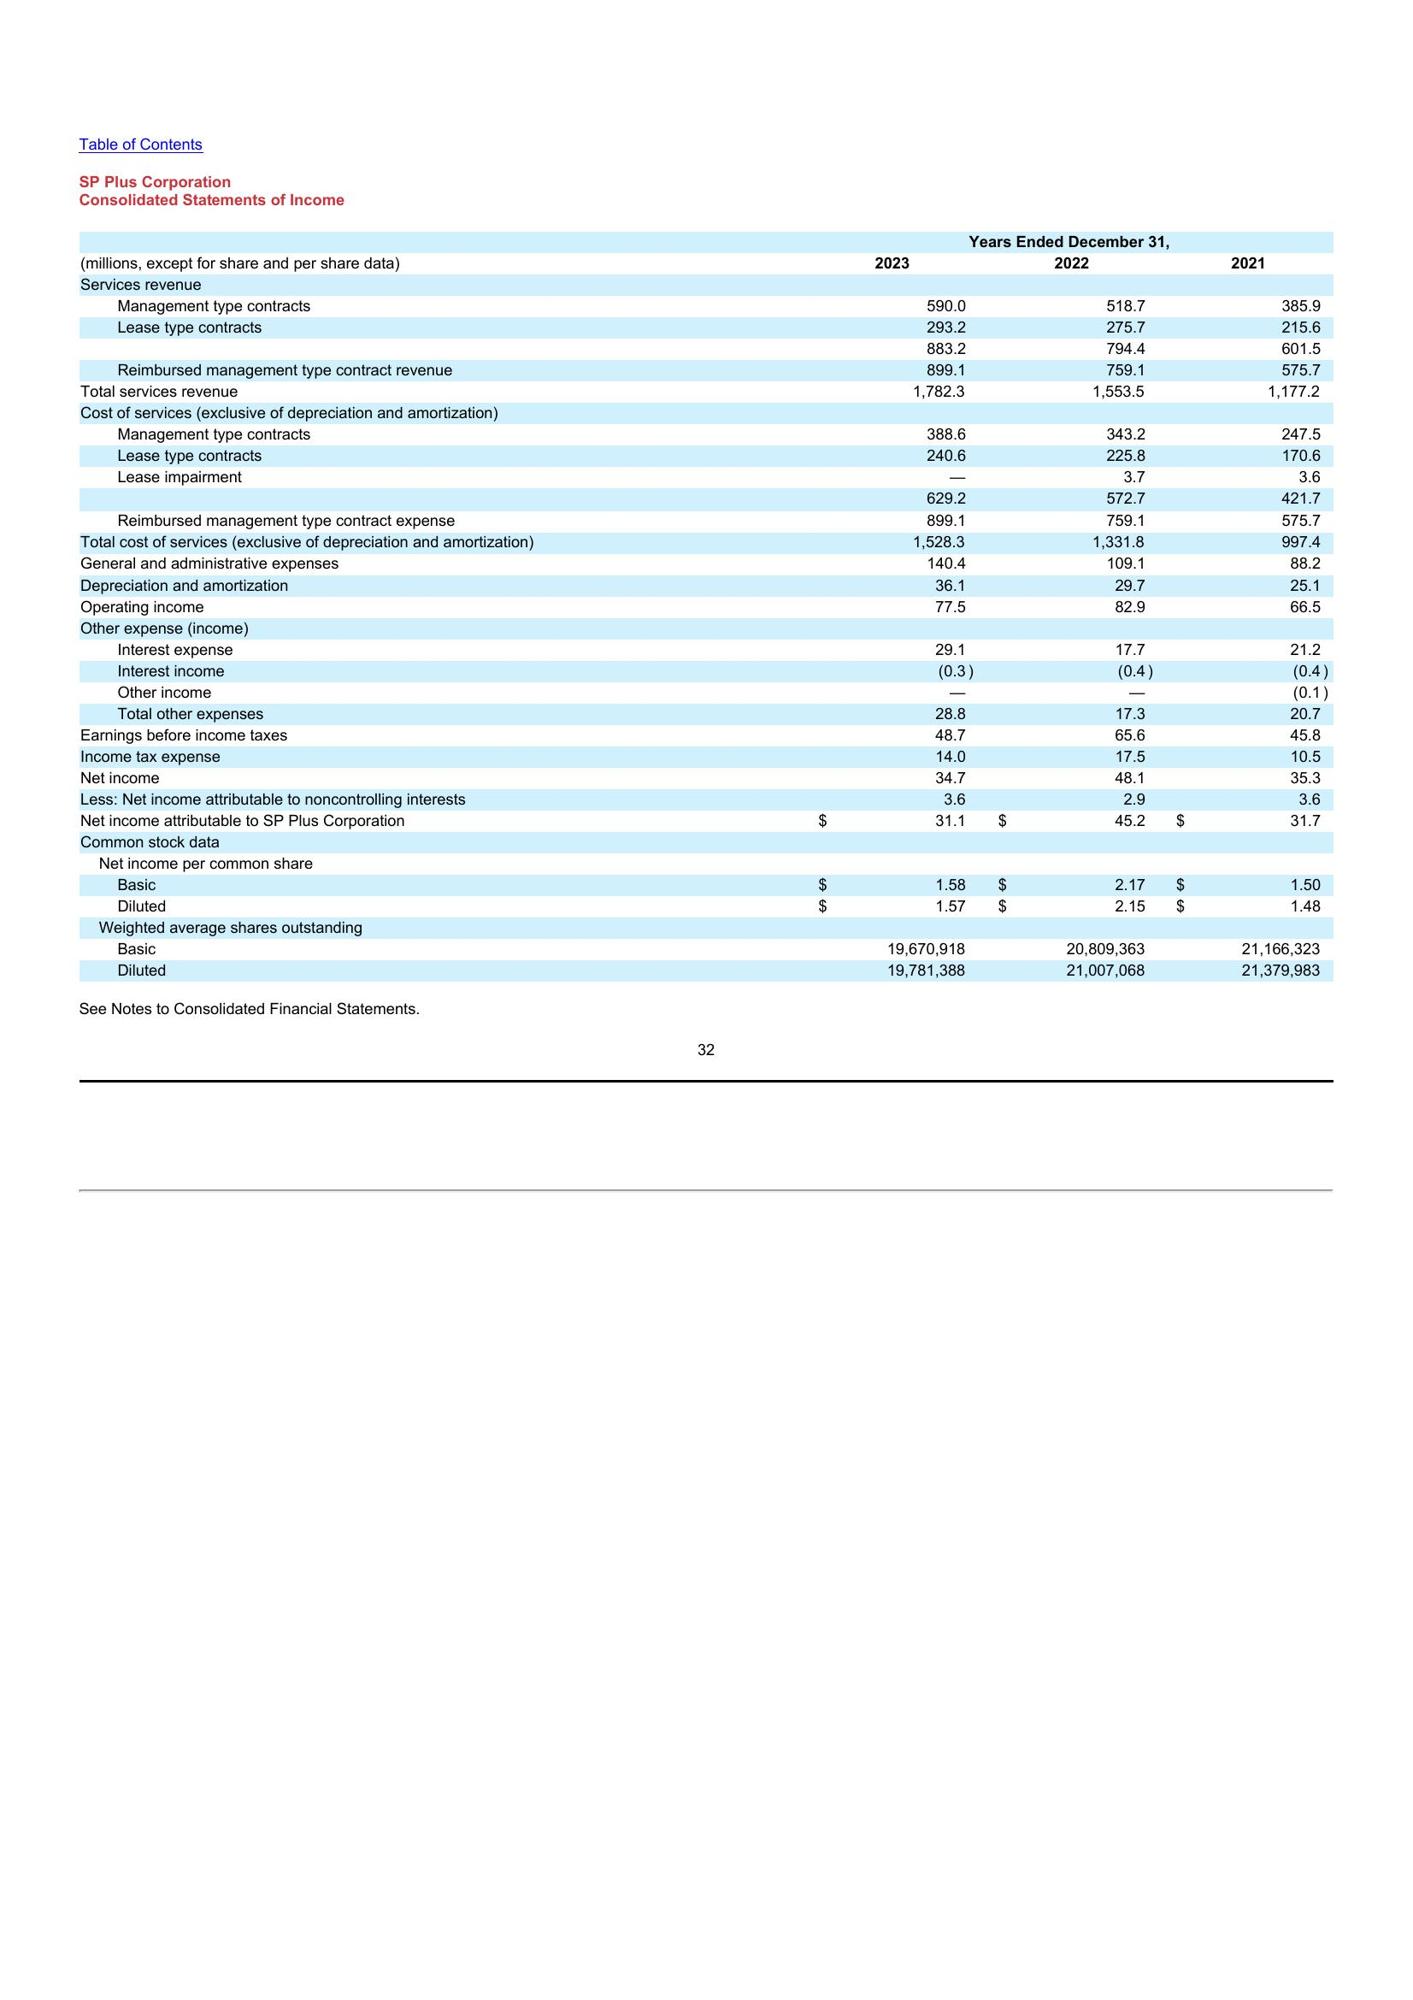 Table of Contents
SP Plus Corporation
Consolidated Statements of Income
Years Ended December 31,
(millions, except for share and per share data) 2023 2022 2021
Services revenue
Management type contracts 590.0 518.7 385.9
Lease type contracts 293.2 275.7 215.6
883.2 794.4 601.5
Reimbursed management type contract revenue 899.1 759.1 575.7
Total services revenue 1,782.3 1,553.5 1,177.2
Cost of services (exclusive of depreciation and amortization)
Management type contracts 388.6 343.2 247.5
Lease type contracts 240.6 225.8 170.6
Lease impairment — 3.7 3.6
629.2 572.7 421.7
Reimbursed management type contract expense 899.1 759.1 575.7
Total cost of services (exclusive of depreciation and amortization) 1,528.3 1,331.8 997.4
General and administrative expenses 140.4 109.1 88.2
Depreciation and amortization 36.1 29.7 25.1
Operating income 77.5 82.9 66.5
Other expense (income)
Interest expense 29.1 17.7 21.2
Interest income (0.3) (0.4) (0.4)
Other income — — (0.1)
Total other expenses 28.8 17.3 20.7
Earnings before income taxes 48.7 65.6 45.8
Income tax expense 14.0 17.5 10.5
Net income 34.7 48.1 35.3
Less: Net income attributable to noncontrolling interests 3.6 2.9 3.6
Net income attributable to SP Plus Corporation $ 31.1 $ 45.2 $ 31.7
Common stock data
Net income per common share
Basic $ 1.58 $ 2.17 $ 1.50
Diluted $ 1.57 $ 2.15 $ 1.48
Weighted average shares outstanding
Basic 19,670,918 20,809,363 21,166,323
Diluted 19,781,388 21,007,068 21,379,983
See Notes to Consolidated Financial Statements.
32